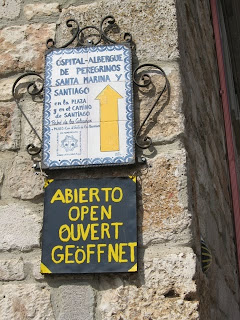 OSPITAL-ALBERGUE
DE PEREGRINOS
SANTA MARINA Y
SANTIAGO
en la PLAZA
y en el CAMINO
de SANTIAGO
ABIERTO
OPEN
OUVERT
GEÖFFNET